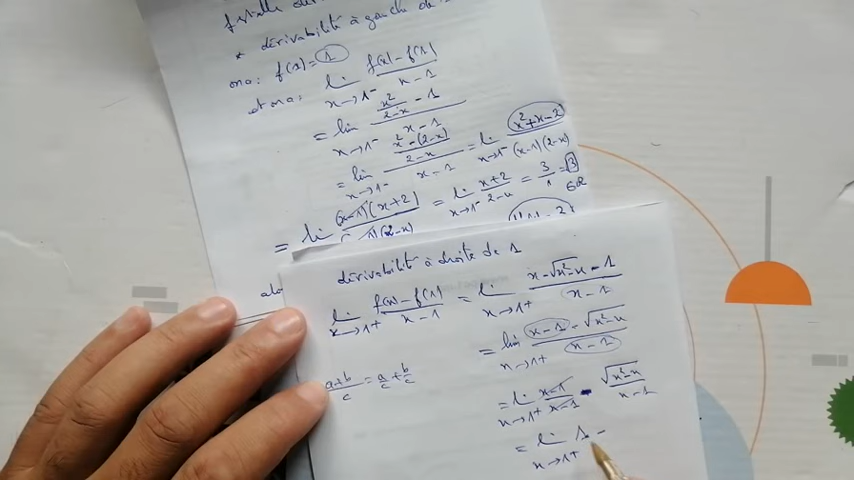 * dérivabilité à gauche de
ona: f(1)=1
et ona: lim x→1⁻ (f(x)-f(1))/(x-1)
= lim x→1⁻ (x²/(2-x) - 1)/(x-1)
= lim x→1⁻ ((x²-(2-x))/(2-x))/(x-1) = lim x→1⁻ (x²+x-2)/((x-1)(2-x))
= lim (x-1)(x+2)/((x-1)(2-x)) = lim x→1⁻ (x+2)/(2-x) = 3/1 = 3
∈ℝ
dérivabilité à droite de 1
lim x→1⁺ (f(x)-f(1))/(x-1) = lim x→1⁺ (x-√(x²-x)-1)/(x-1)
= lim x→1⁺ (x-1-√(x²-x))/(x-1)
(a+b)/c = a/c + b/c
= lim x→1⁺ (x-1)/(x-1) - √(x²-x)/(x-1)
= lim x→1⁺ 1 -